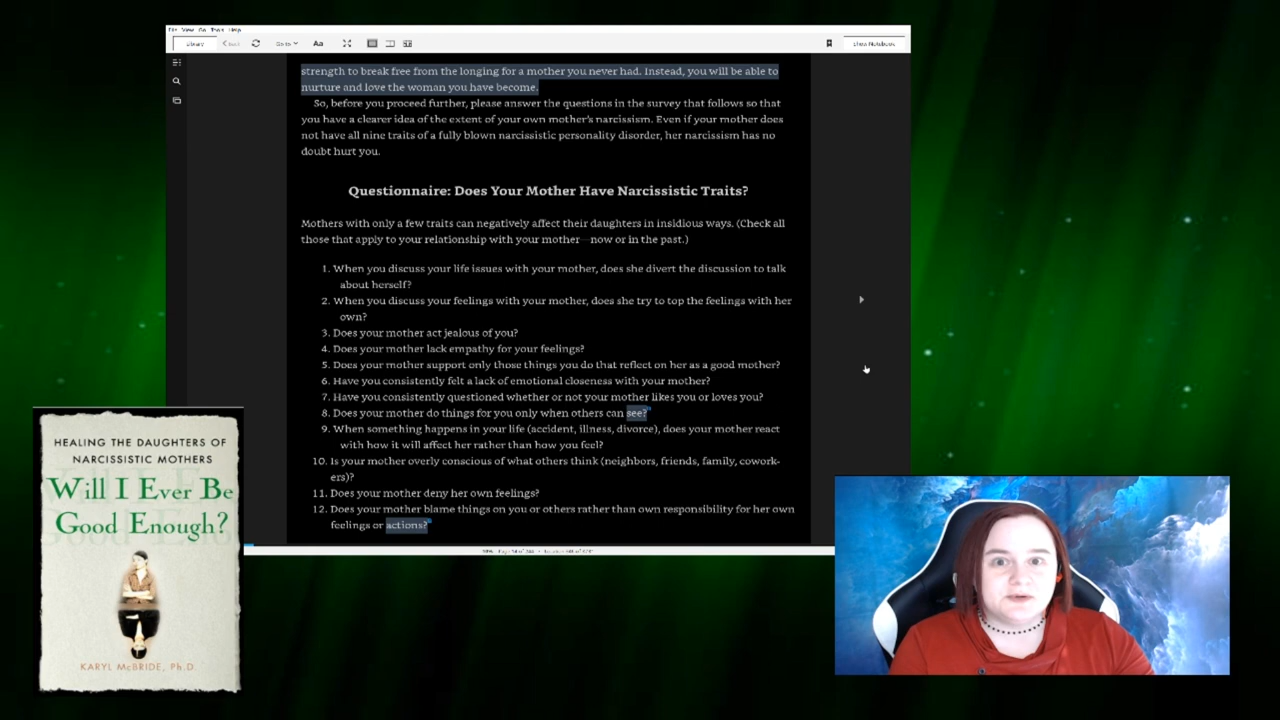 File View Go Tools Help
Library Back Go to Aa Show Notebook
strength to break free from the longing for a mother you never had. Instead, you will be able to
nurture and love the woman you have become.
So, before you proceed further, please answer the questions in the survey that follows so that
you have a clearer idea of the extent of your own mother's narcissism. Even if your mother does
not have all nine traits of a fully blown narcissistic personality disorder, her narcissism has no
doubt hurt you.
Questionnaire: Does Your Mother Have Narcissistic Traits?
Mothers with only a few traits can negatively affect their daughters in insidious ways. (Check all
those that apply to your relationship with your mother—now or in the past.)
1. When you discuss your life issues with your mother, does she divert the discussion to talk
about herself?
2. When you discuss your feelings with your mother, does she try to top the feelings with her
own?
3. Does your mother act jealous of you?
4. Does your mother lack empathy for your feelings?
5. Does your mother support only those things you do that reflect on her as a good mother?
6. Have you consistently felt a lack of emotional closeness with your mother?
7. Have you consistently questioned whether or not your mother likes you or loves you?
8. Does your mother do things for you only when others can see?
9. When something happens in your life (accident, illness, divorce), does your mother react
with how it will affect her rather than how you feel?
10. Is your mother overly conscious of what others think (neighbors, friends, family, cowork-
ers)?
11. Does your mother deny her own feelings?
12. Does your mother blame things on you or others rather than own responsibility for her own
feelings or actions?
HEALING THE DAUGHTERS OF
NARCISSISTIC MOTHERS
Will I Ever Be
Good Enough?
KARYL McBRIDE, Ph.D.